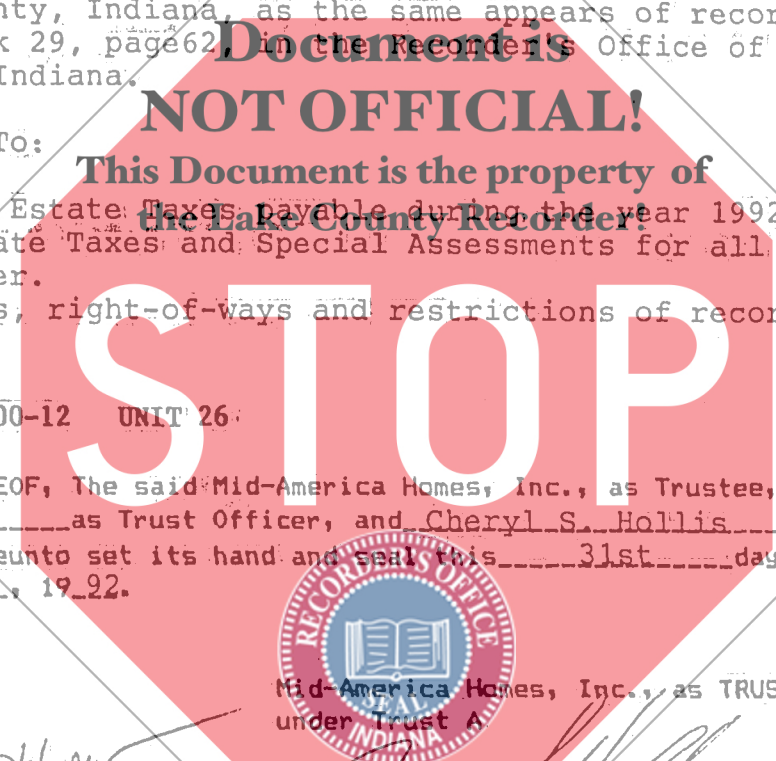 nty, Indiana, as the same appears of recor
k 29, page62, in the Recorder's Office of
Indiana.
Document is
NOT OFFICIAL!
To:
This Document is the property of
the Lake County Recorder!
Estate Taxes payable during the year 1992
ate Taxes and Special Assessments for all
er.
s, right-of-ways and restrictions of recor
STOP
00-12 UNIT 26
EOF, The said Mid-America Homes, Inc., as Trustee,
____as Trust Officer, and Cheryl S. Hollis
eunto set its hand and seal this_____31st_____day
_, 19 92.
RECORDER'S OFFICE
SEAL
INDIANA
Mid-America Homes, Inc., as TRUS
under Trust A